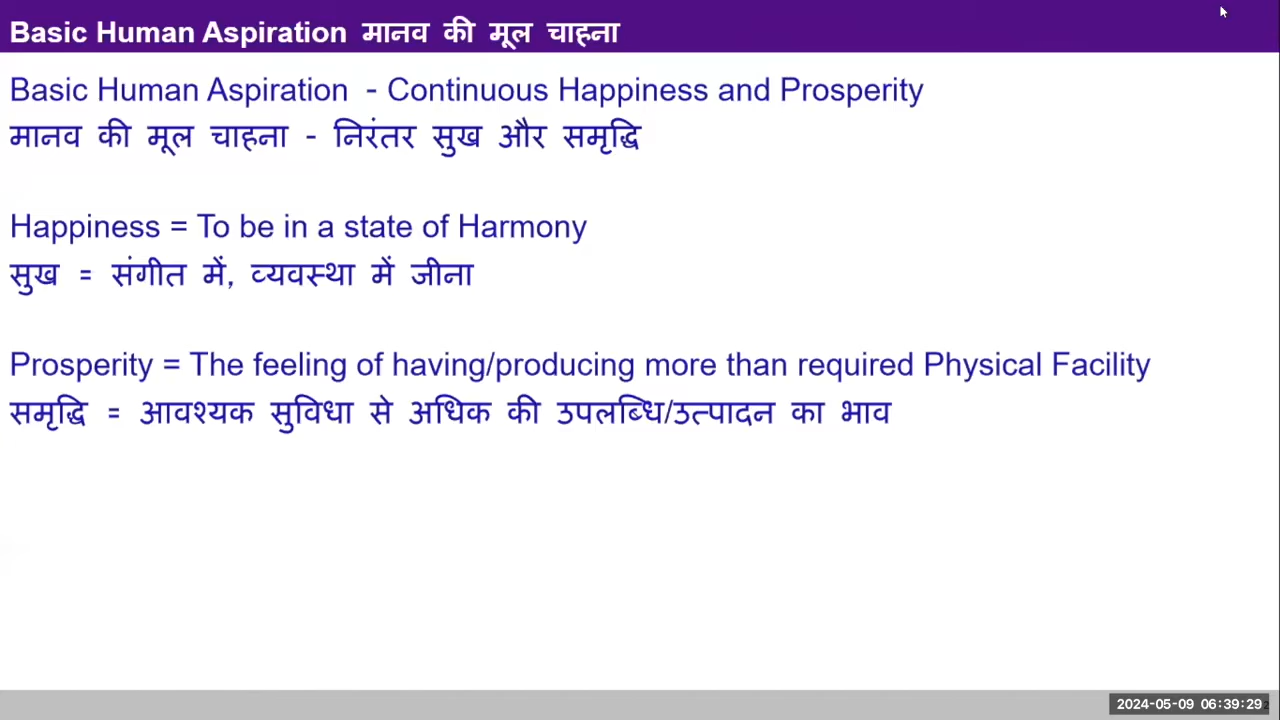 Basic Human Aspiration मानव की मूल चाहना
Basic Human Aspiration - Continuous Happiness and Prosperity
मानव की मूल चाहना - निरंतर सुख और समृद्धि
Happiness = To be in a state of Harmony
सुख = संगीत में, व्यवस्था में जीना
Prosperity = The feeling of having/producing more than required Physical Facility
समृद्धि = आवश्यक सुविधा से अधिक की उपलब्धि/उत्पादन का भाव
2024-05-09 06:39:29
2